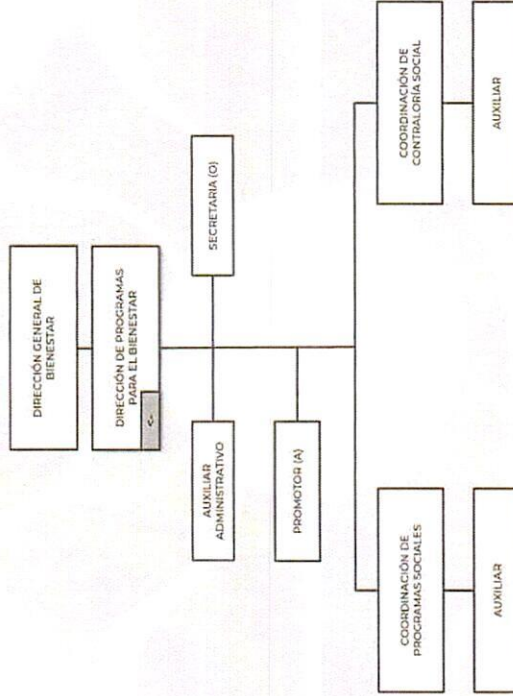 DIRECCIÓN GENERAL DE
BIENESTAR
DIRECCIÓN DE PROGRAMAS
PARA EL BIENESTAR
<-
AUXILIAR
ADMINISTRATIVO
SECRETARIA (O)
PROMOTOR (A)
COORDINACIÓN DE
PROGRAMAS SOCIALES
COORDINACIÓN DE
CONTRALORÍA SOCIAL
AUXILIAR
AUXILIAR